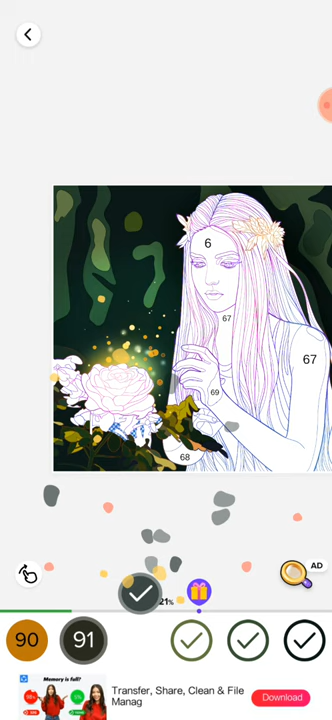 6
67
67
69
68
AD
21%
90
91
Memory is full?
Transfer, Share, Clean & File
Manag
Download